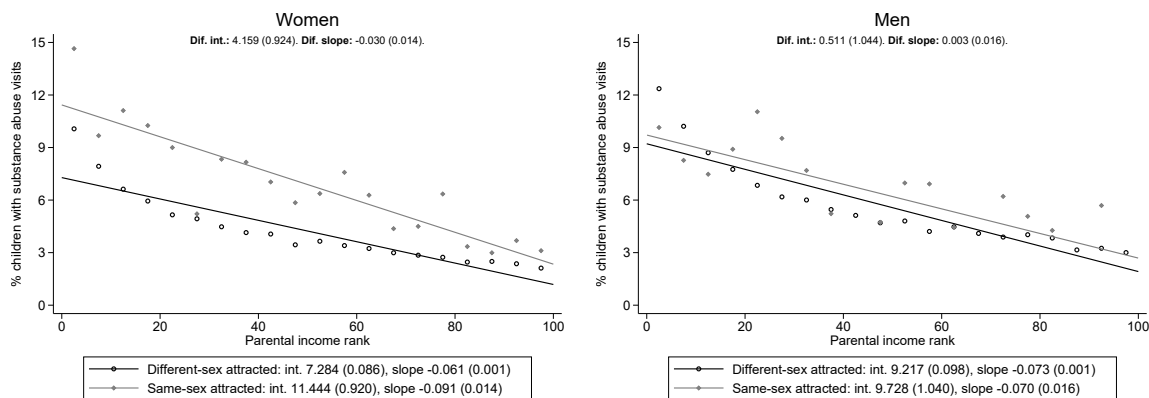 Women
Dif. int.: 4.159 (0.924). Dif. slope: -0.030 (0.014).
% children with substance abuse visits
15
12
9
6
3
0
0 20 40 60 80 100
Parental income rank
Different-sex attracted: int. 7.284 (0.086), slope -0.061 (0.001)
Same-sex attracted: int. 11.444 (0.920), slope -0.091 (0.014)
Men
Dif. int.: 0.511 (1.044). Dif. slope: 0.003 (0.016).
% children with substance abuse visits
15
12
9
6
3
0
0 20 40 60 80 100
Parental income rank
Different-sex attracted: int. 9.217 (0.098), slope -0.073 (0.001)
Same-sex attracted: int. 9.728 (1.040), slope -0.070 (0.016)